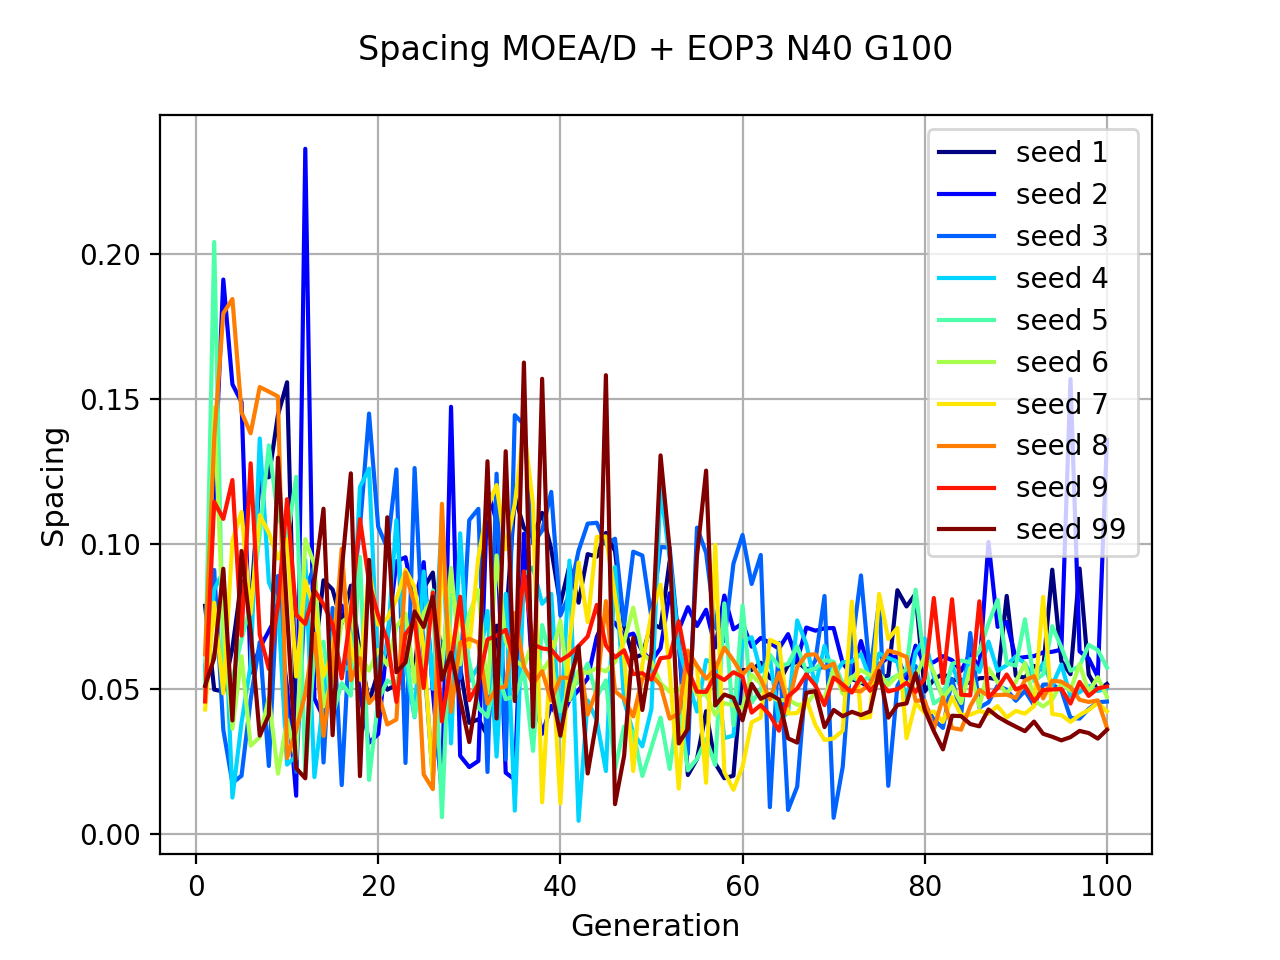 Spacing MOEA/D + EOP3 N40 G100
seed 1
seed 2
seed 3
seed 4
seed 5
seed 6
seed 7
seed 8
seed 9
seed 99
0.20
0.15
0.10
0.05
0.00
Spacing
0 20 40 60 80 100
Generation